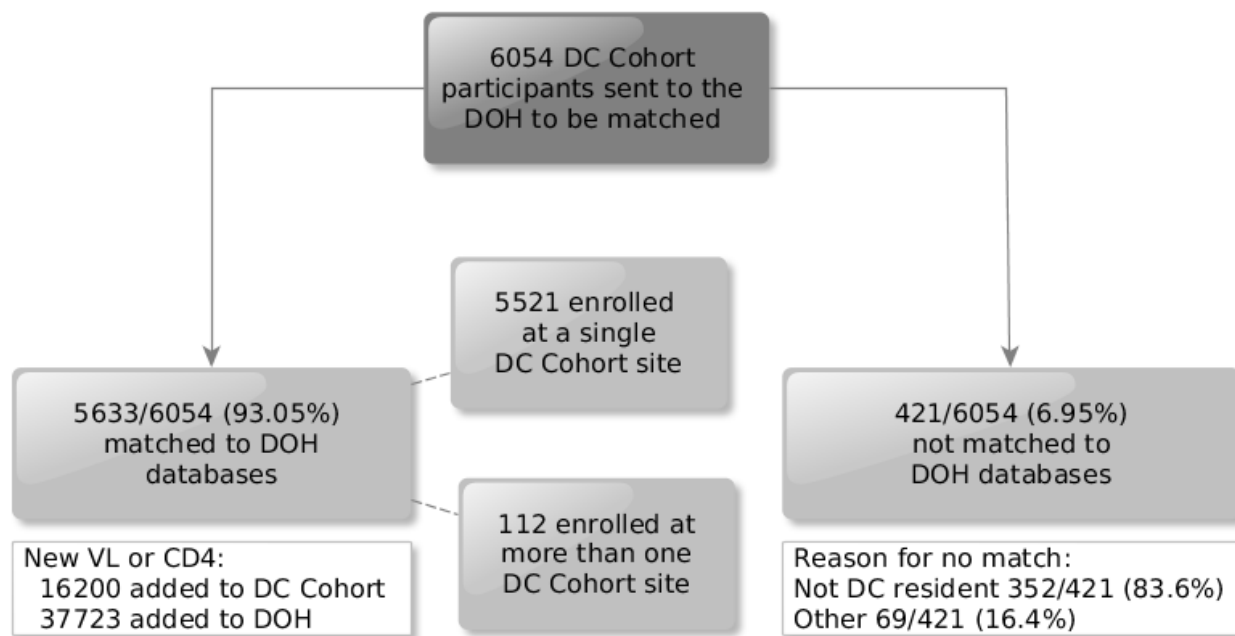 6054 DC Cohort
participants sent to the
DOH to be matched
5521 enrolled
at a single
DC Cohort site
5633/6054 (93.05%)
matched to DOH
databases
421/6054 (6.95%)
not matched to
DOH databases
112 enrolled at
more than one
DC Cohort site
New VL or CD4:
16200 added to DC Cohort
37723 added to DOH
Reason for no match:
Not DC resident 352/421 (83.6%)
Other 69/421 (16.4%)